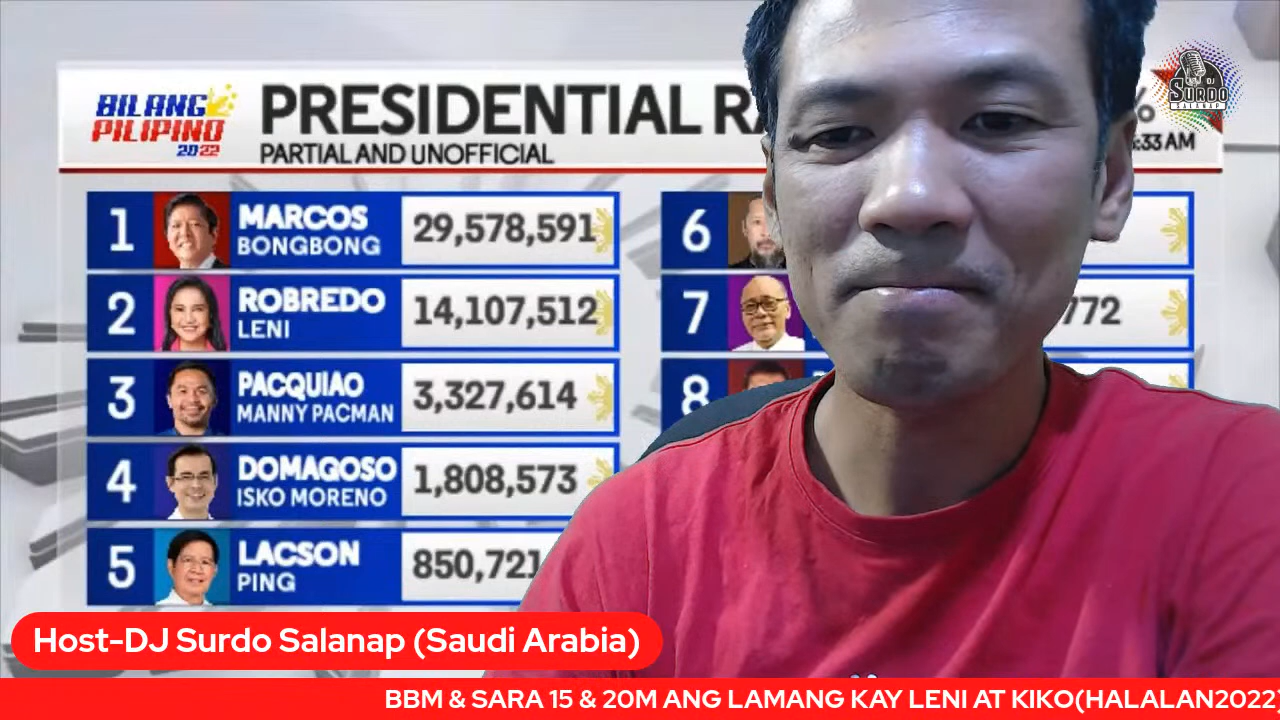 BILANG
PILIPINO
2022
PRESIDENTIAL
PARTIAL AND UNOFFICIAL
:33 AM
SURDO
SALANAP
1
MARCOS
BONGBONG
29,578,591
2
ROBREDO
LENI
14,107,512
3
PACQUIAO
MANNY PACMAN
3,327,614
4
DOMAGOSO
ISKO MORENO
1,808,573
5
LACSON
PING
850,721
6
7
772
8
Host-DJ Surdo Salanap (Saudi Arabia)
BBM & SARA 15 & 20M ANG LAMANG KAY LENI AT KIKO(HALALAN2022)